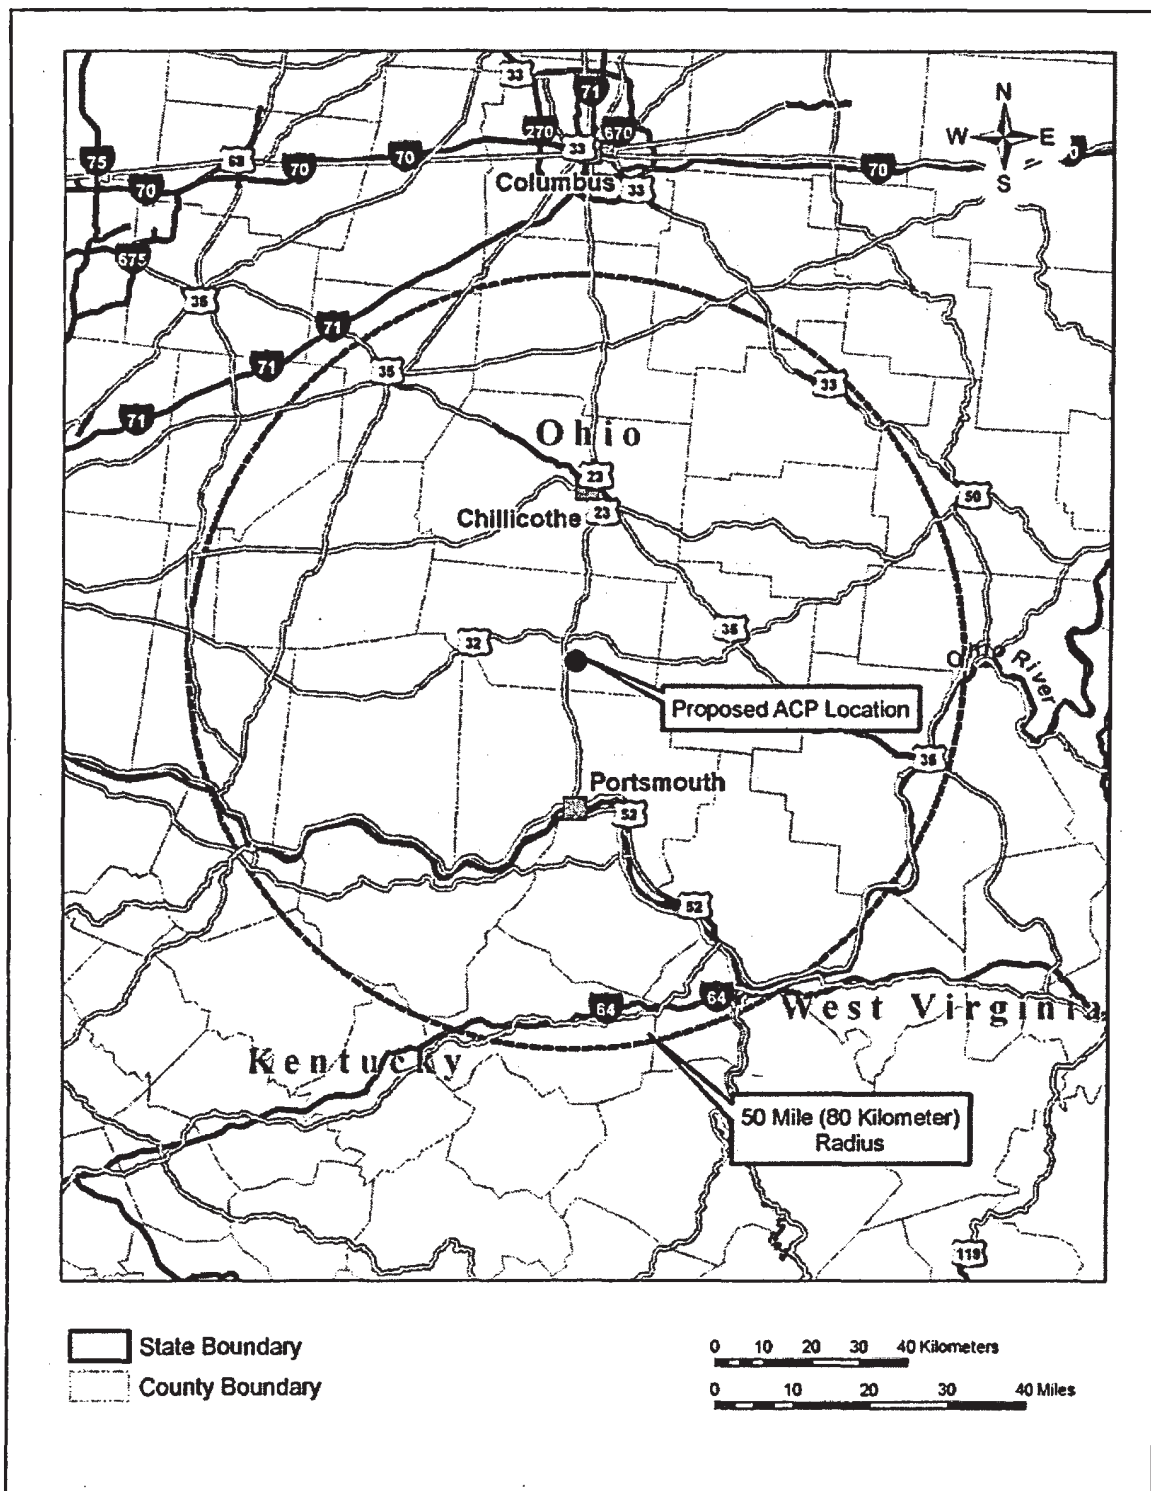 33
71
N
270
670
W
E
75
68
70
70
33
70
70
Columbus
33
S
675
35
71
35
71
33
71
Ohio
23
50
Chillicothe
23
35
32
Ohio River
Proposed ACP Location
35
Portsmouth
52
52
64
64
West Virginia
Kentucky
50 Mile (80 Kilometer)
Radius
119
State Boundary
0 10 20 30 40 Kilometers
County Boundary
0 10 20 30 40 Miles